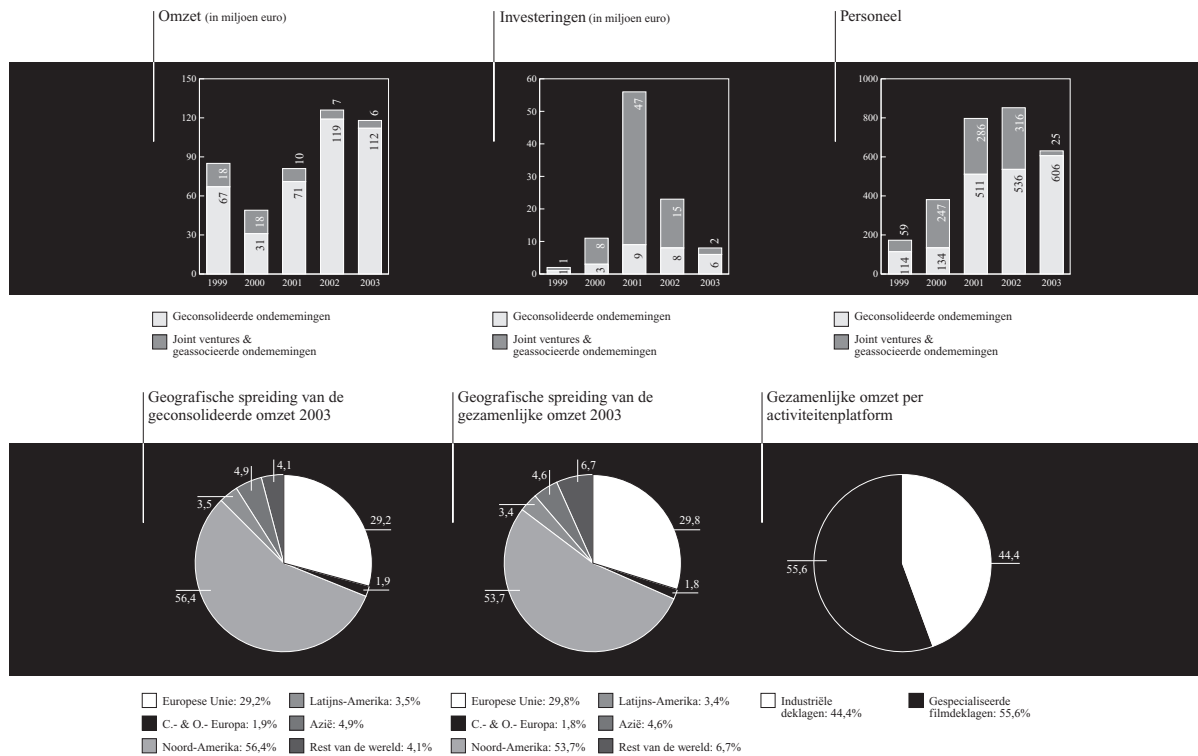 Omzet (in miljoen euro)
150
120
90
60
30
0
18
67
18
31
10
71
7
119
6
112
1999 2000 2001 2002 2003
Geconsolideerde ondernemingen
Joint ventures &
geassocieerde ondernemingen
Investeringen (in miljoen euro)
60
50
40
30
20
10
0
1
1
8
3
47
9
15
8
2
6
1999 2000 2001 2002 2003
Geconsolideerde ondernemingen
Joint ventures &
geassocieerde ondernemingen
Personeel
1000
800
600
400
200
0
59
114
247
134
286
511
316
536
25
606
1999 2000 2001 2002 2003
Geconsolideerde ondernemingen
Joint ventures &
geassocieerde ondernemingen
Geografische spreiding van de
geconsolideerde omzet 2003
4,9
4,1
3,5
29,2
1,9
56,4
Europese Unie: 29,2%
C.- & O.- Europa: 1,9%
Noord-Amerika: 56,4%
Latijns-Amerika: 3,5%
Azië: 4,9%
Rest van de wereld: 4,1%
Geografische spreiding van de
gezamenlijke omzet 2003
4,6
6,7
3,4
29,8
1,8
53,7
Europese Unie: 29,8%
C.- & O.- Europa: 1,8%
Noord-Amerika: 53,7%
Latijns-Amerika: 3,4%
Azië: 4,6%
Rest van de wereld: 6,7%
Gezamenlijke omzet per
activiteitenplatform
55,6
44,4
Industriële
deklagen: 44,4%
Gespecialiseerde
filmdeklagen: 55,6%